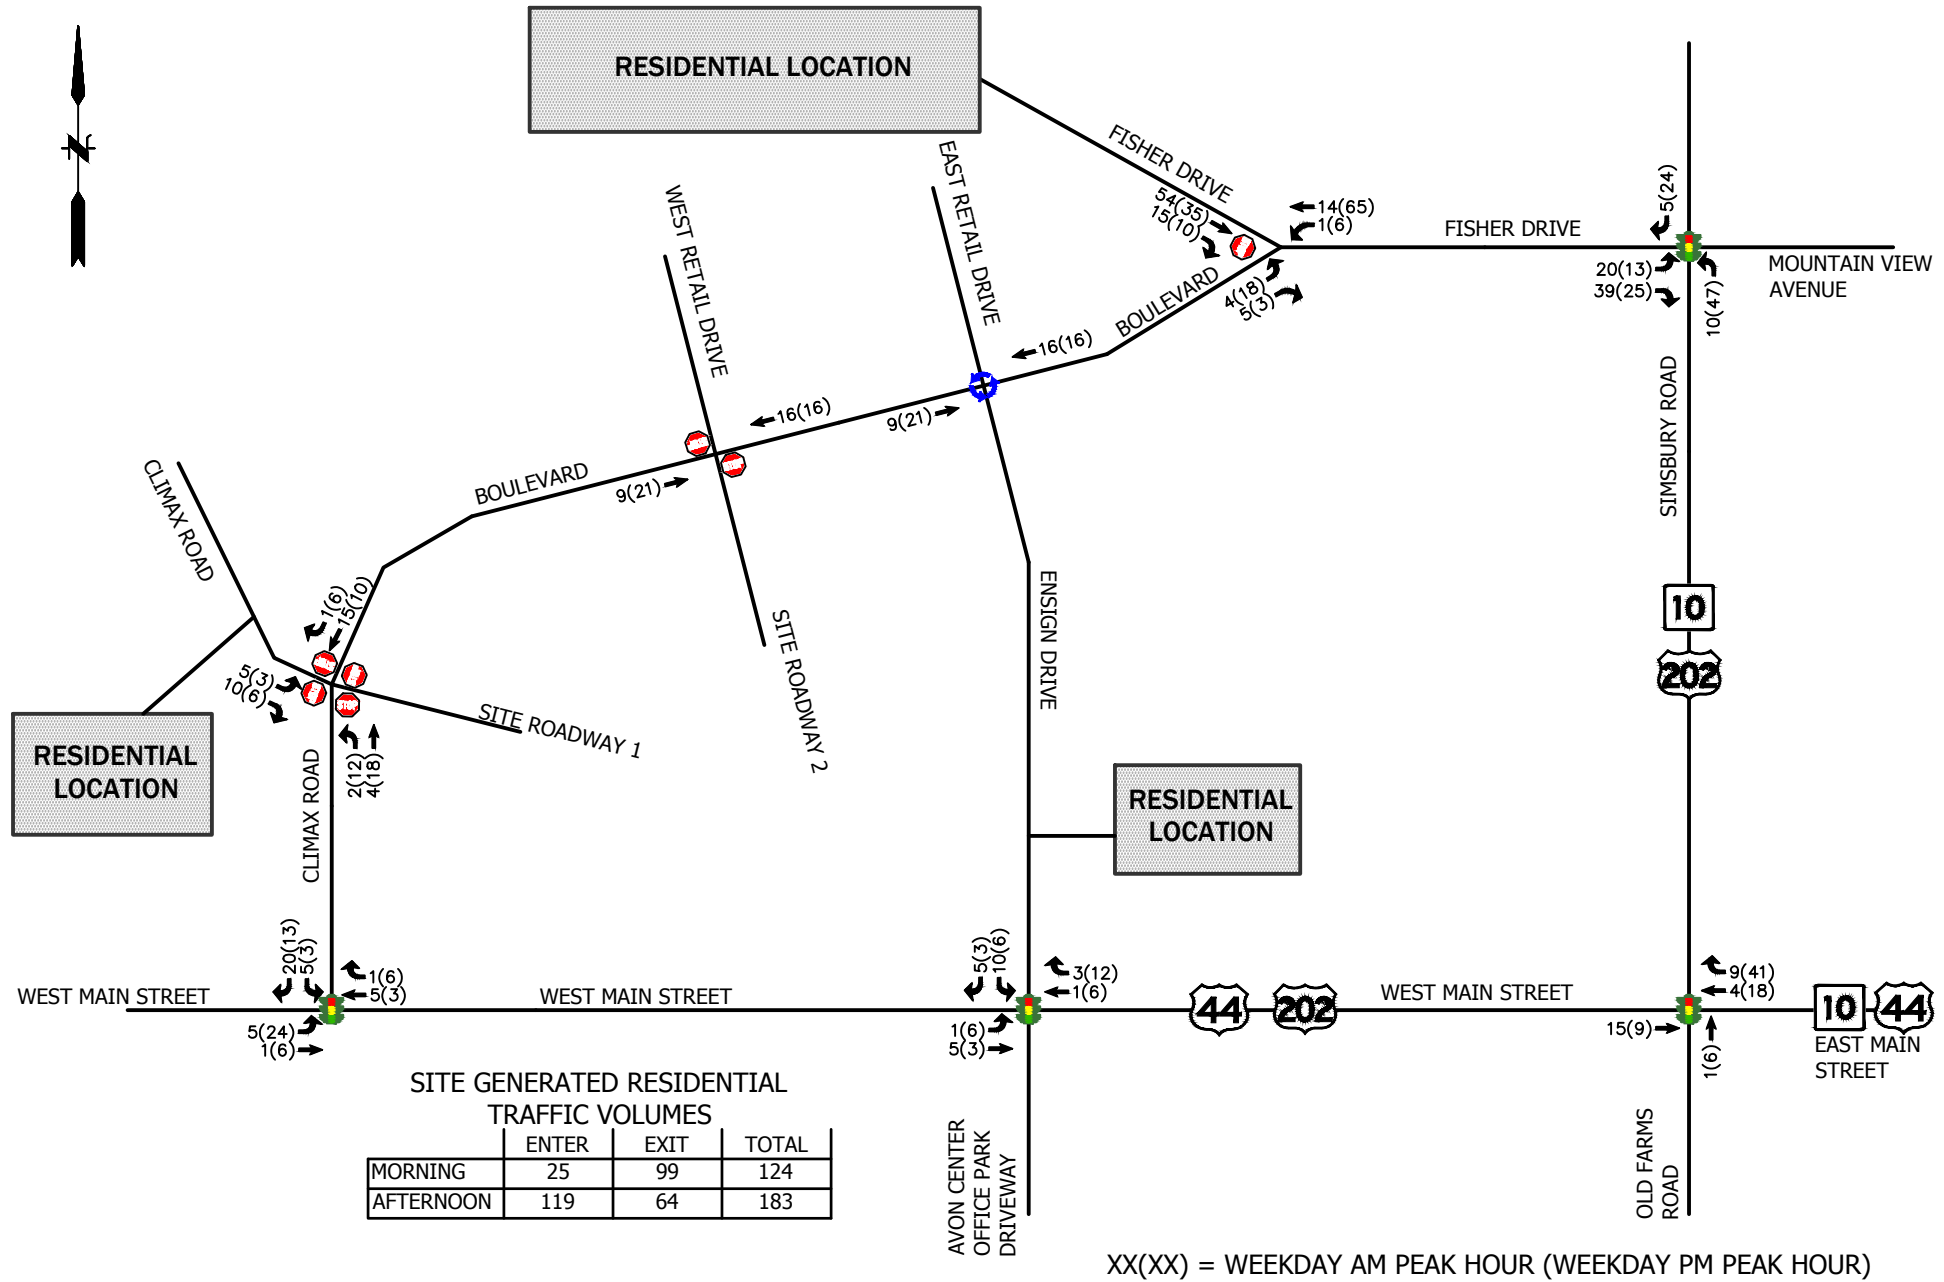 RESIDENTIAL LOCATION
N
FISHER DRIVE
EAST RETAIL DRIVE
WEST RETAIL DRIVE
54(35)
15(10)
14(65)
1(6)
5(24)
FISHER DRIVE
MOUNTAIN VIEW
AVENUE
20(13)
39(25)
10(47)
4(18)
5(3)
BOULEVARD
16(16)
16(16)
9(21)
SIMSBURY ROAD
BOULEVARD
9(21)
CLIMAX ROAD
1(6)
15(10)
ENSIGN DRIVE
10
202
SITE ROADWAY 2
5(3)
10(6)
SITE ROADWAY 1
2(12)
4(18)
RESIDENTIAL
LOCATION
CLIMAX ROAD
RESIDENTIAL
LOCATION
20(13)
5(3)
1(6)
5(3)
5(3)
10(6)
3(12)
1(6)
9(41)
4(18)
WEST MAIN STREET
WEST MAIN STREET
44
202
WEST MAIN STREET
10
44
5(24)
1(6)
1(6)
5(3)
15(9)
1(6)
EAST MAIN
STREET
SITE GENERATED RESIDENTIAL
TRAFFIC VOLUMES
ENTER EXIT TOTAL
MORNING 25 99 124
AFTERNOON 119 64 183
AVON CENTER
OFFICE PARK
DRIVEWAY
OLD FARMS
ROAD
XX(XX) = WEEKDAY AM PEAK HOUR (WEEKDAY PM PEAK HOUR)